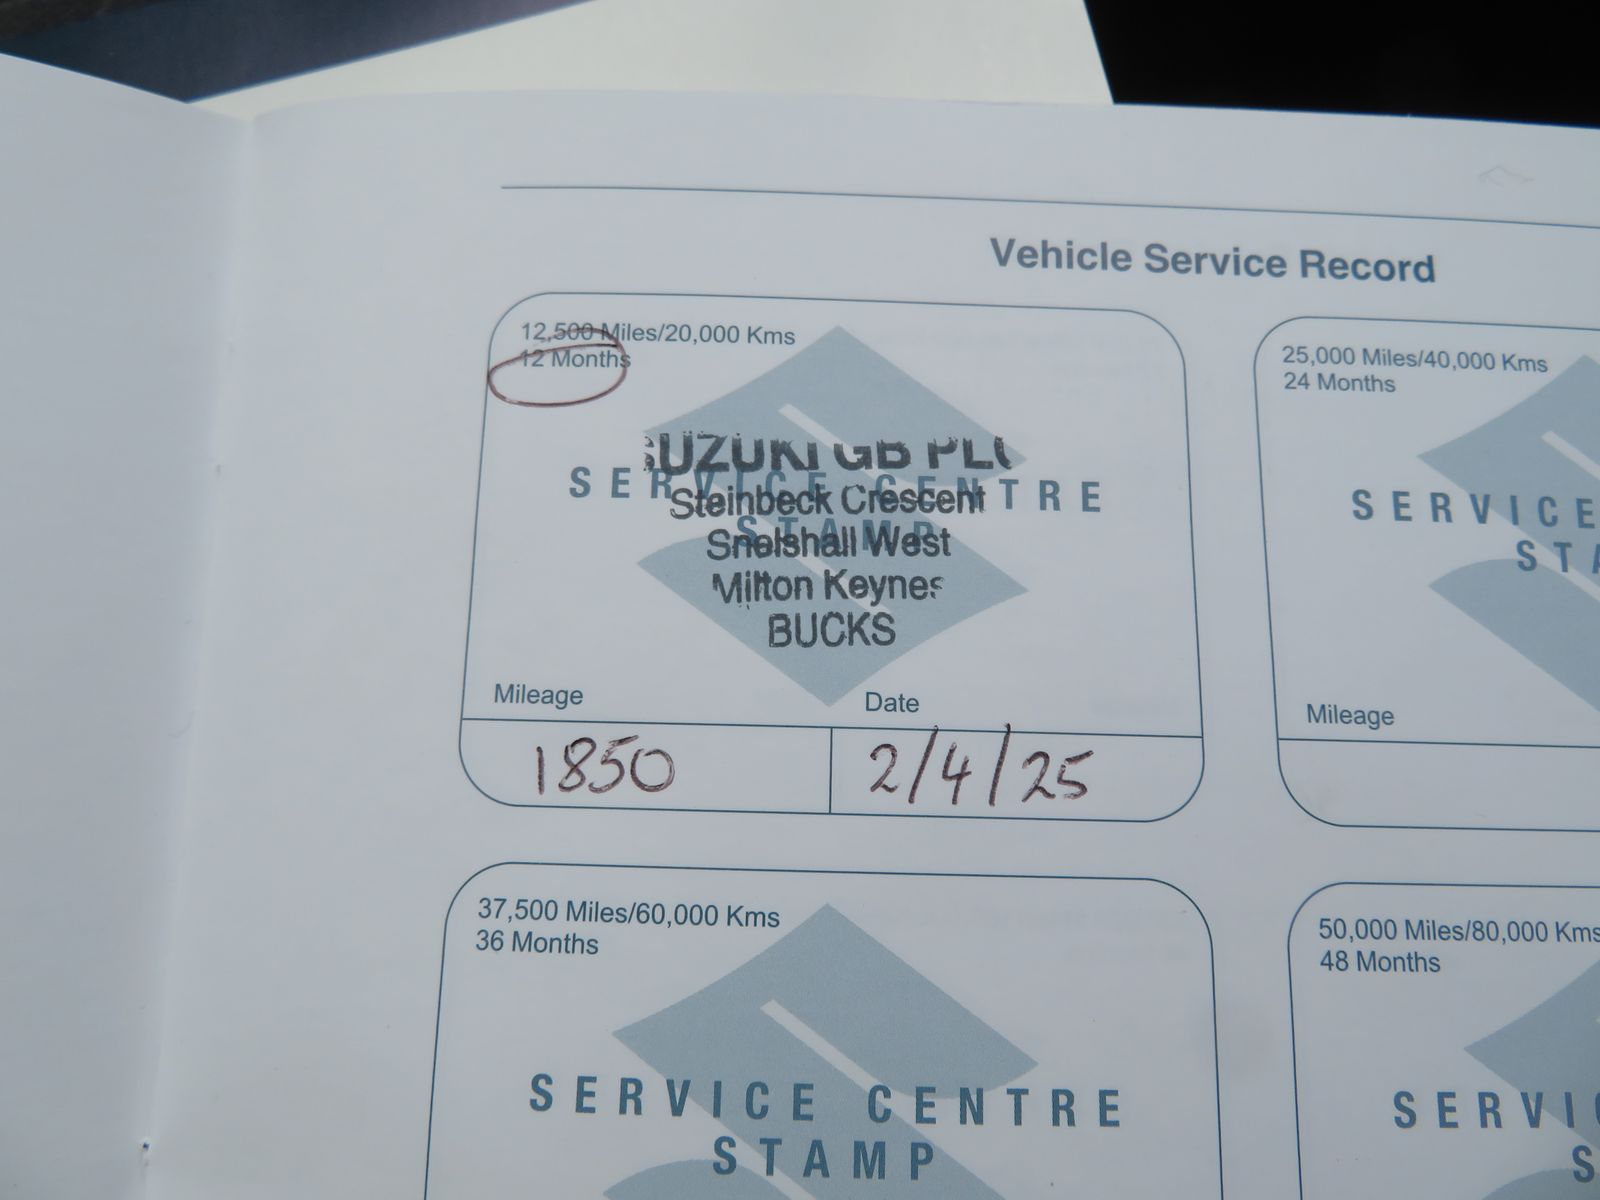 Vehicle Service Record
12,500 Miles/20,000 Kms
12 Months
SUZUKI GB PLC
SERVICE CENTRE
Steinbeck Crescent
STAMP
Snelshall West
Milton Keynes
BUCKS
Mileage
Date
1850
2/4/25
25,000 Miles/40,000 Kms
24 Months
SERVICE
STA
Mileage
37,500 Miles/60,000 Kms
36 Months
SERVICE CENTRE
STAMP
50,000 Miles/80,000 Kms
48 Months
SERVI
S